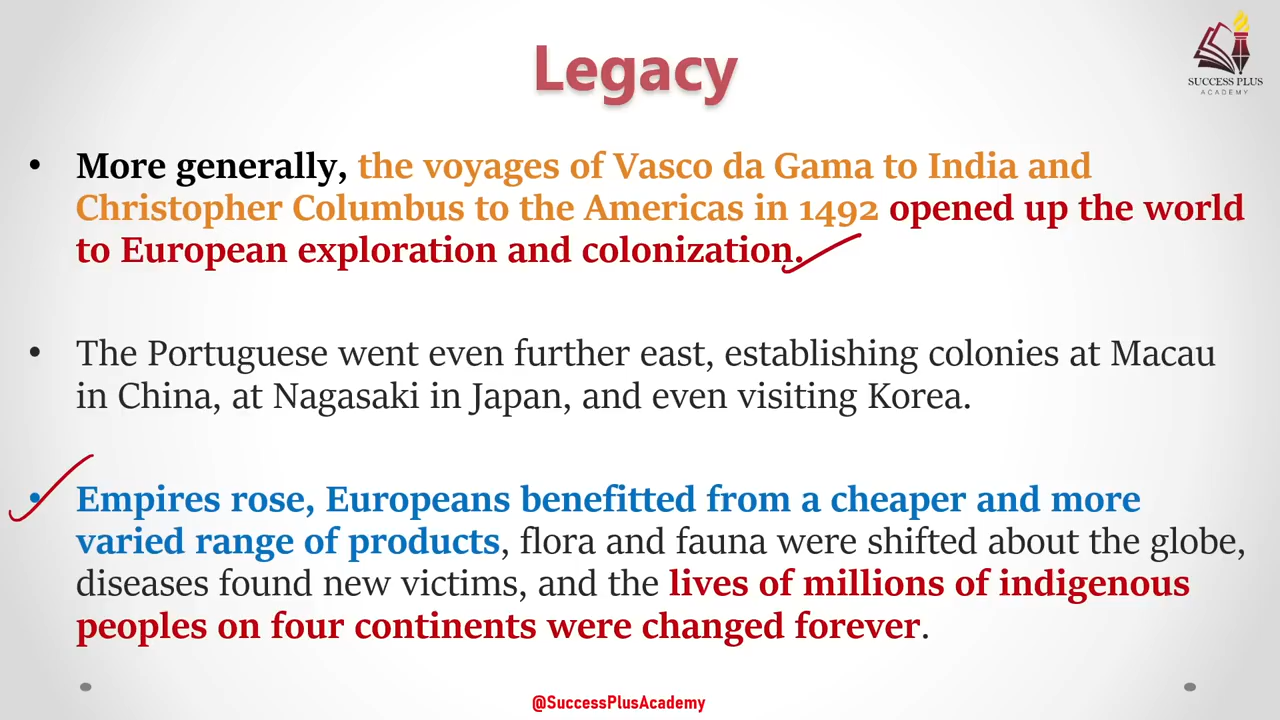 Legacy
SUCCESS PLUS
ACADEMY
• More generally, the voyages of Vasco da Gama to India and
Christopher Columbus to the Americas in 1492 opened up the world
to European exploration and colonization.
• The Portuguese went even further east, establishing colonies at Macau
in China, at Nagasaki in Japan, and even visiting Korea.
• Empires rose, Europeans benefitted from a cheaper and more
varied range of products, flora and fauna were shifted about the globe,
diseases found new victims, and the lives of millions of indigenous
peoples on four continents were changed forever.
@SuccessPlusAcademy